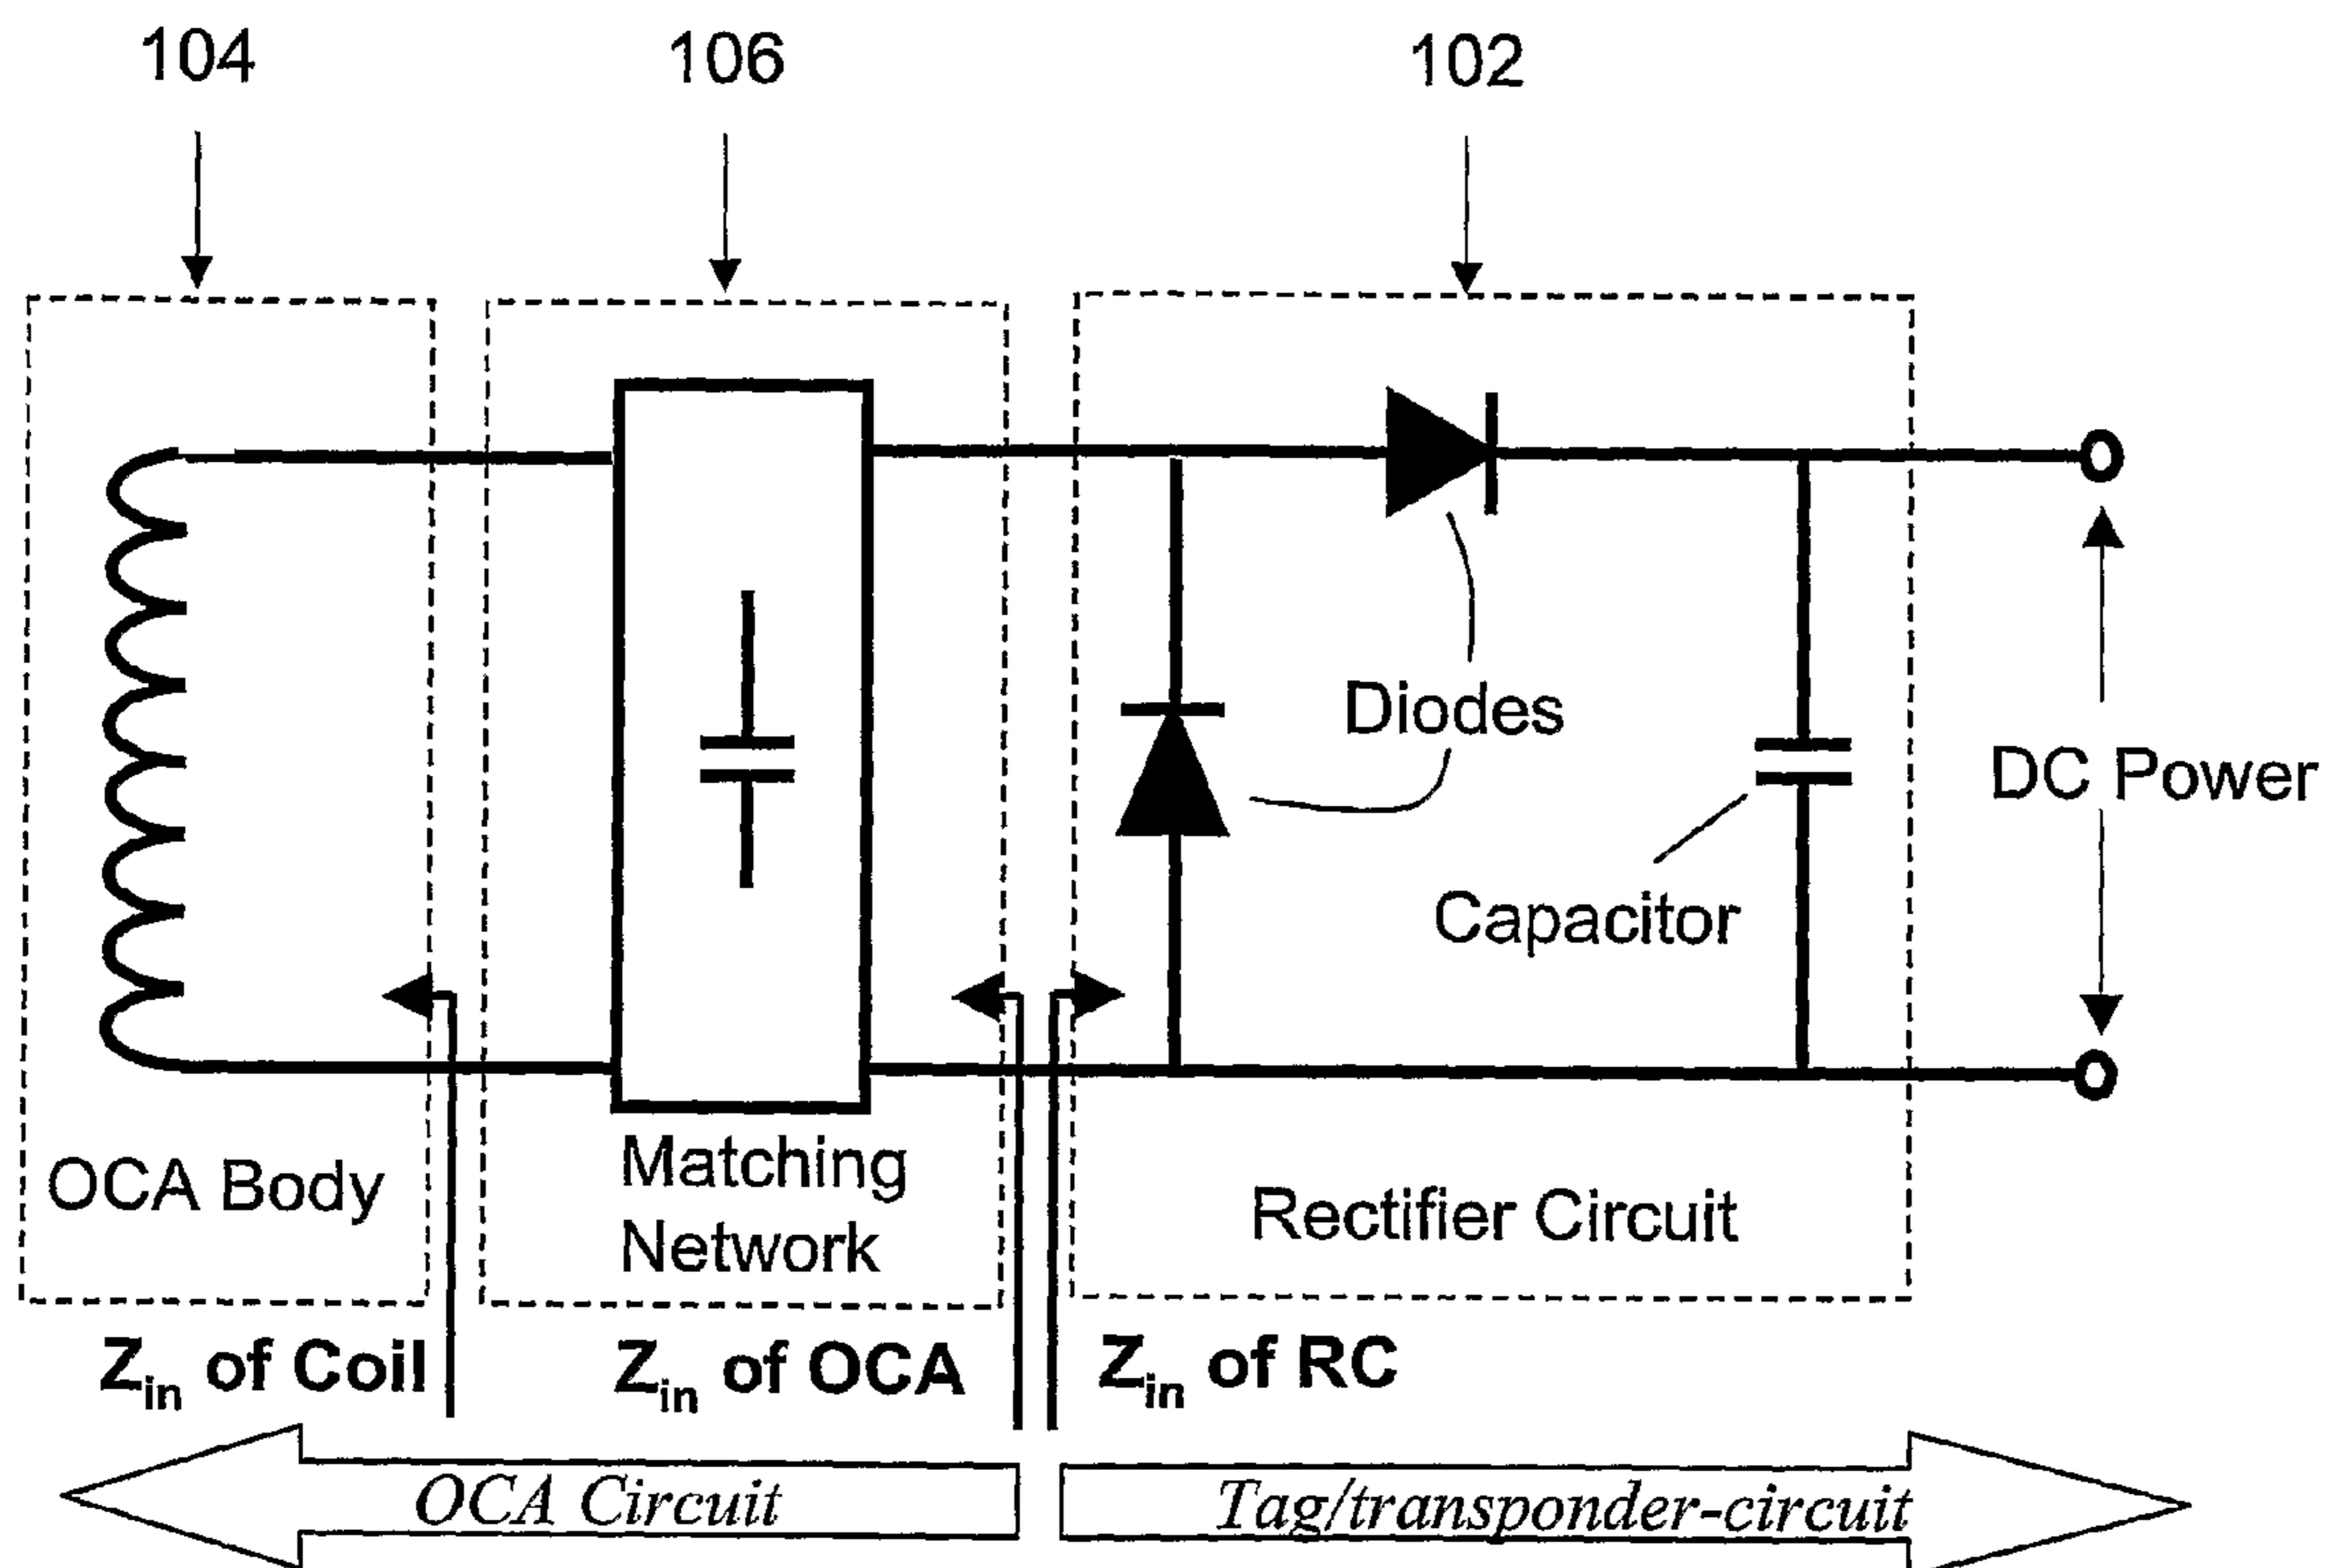 104
106
102
Diodes
DC Power
Capacitor
OCA Body
Matching
Network
Rectifier Circuit
Zin of Coil
Zin of OCA
Zin of RC
OCA Circuit
Tag/transponder-circuit